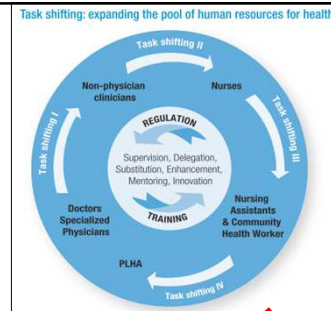 Task shifting: expanding the pool of human resources for health
Task shifting II
Non-physician
clinicians
Nurses
Task shifting I
REGULATION
Task shifting III
Supervision, Delegation,
Substitution, Enhancement,
Mentoring, Innovation
TRAINING
Doctors
Specialized
Physicians
Nursing
Assistants
& Community
Health Worker
PLHA
Task shifting IV